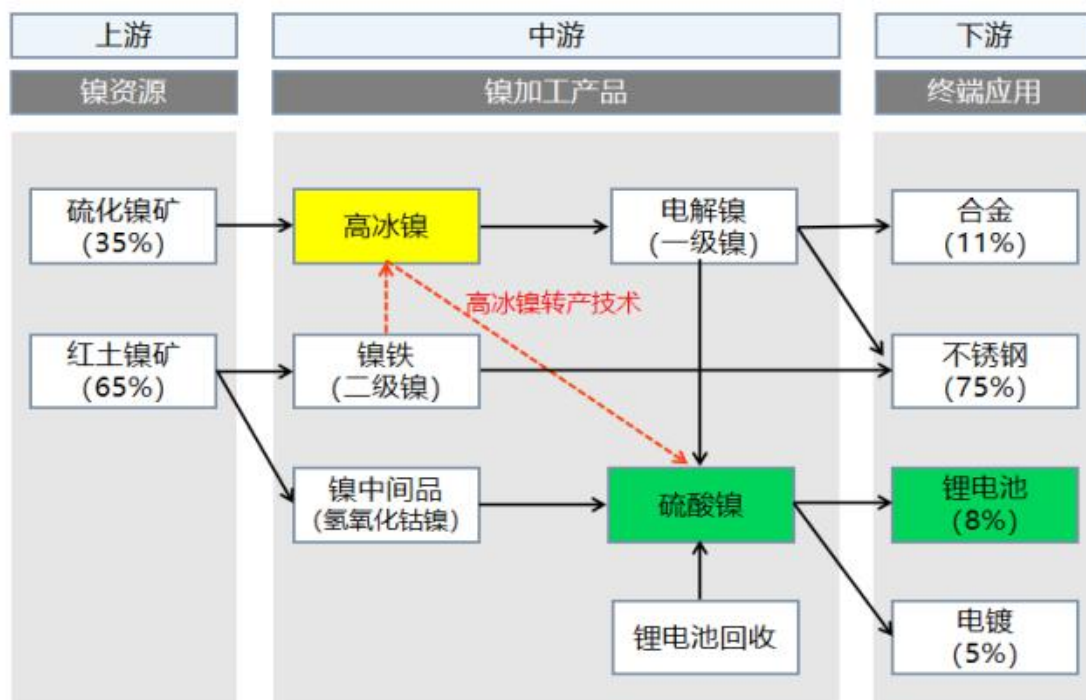 上游
中游
下游
镍资源
镍加工产品
终端应用
硫化镍矿
(35%)
高冰镍
电解镍
(一级镍)
合金
(11%)
高冰镍转产技术
红土镍矿
(65%)
镍铁
(二级镍)
不锈钢
(75%)
镍中间品
(氢氧化钴镍)
硫酸镍
锂电池
(8%)
锂电池回收
电镀
(5%)